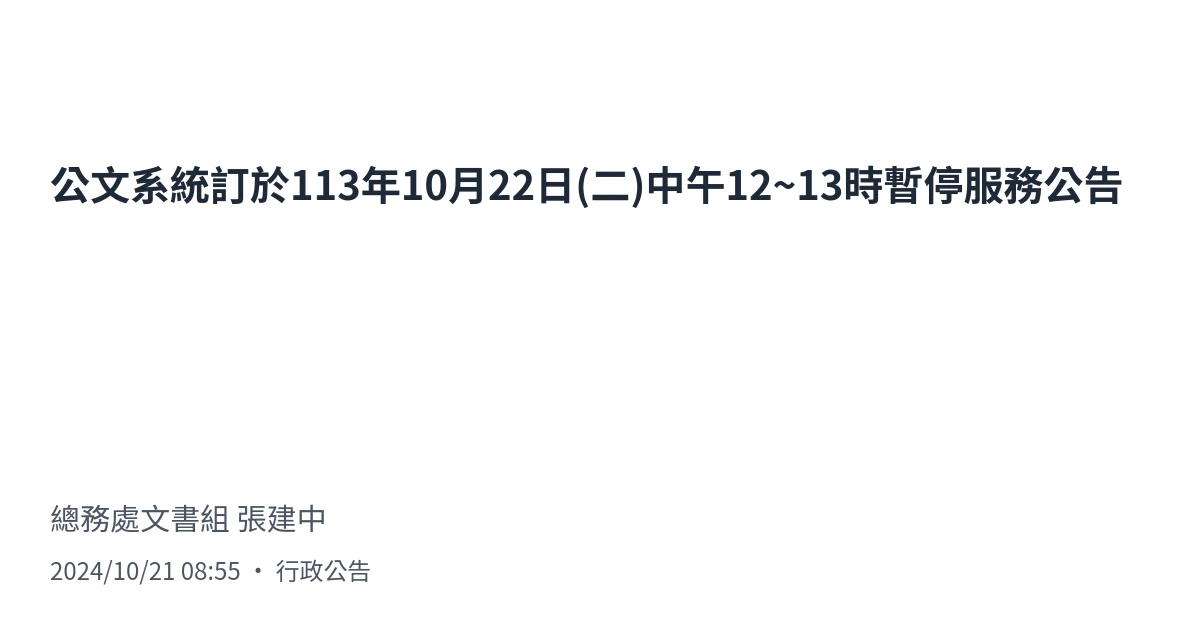 公文系統訂於113年10月22日(二)中午12~13時暫停服務公告
總務處文書組 張建中
2024/10/21 08:55 • 行政公告